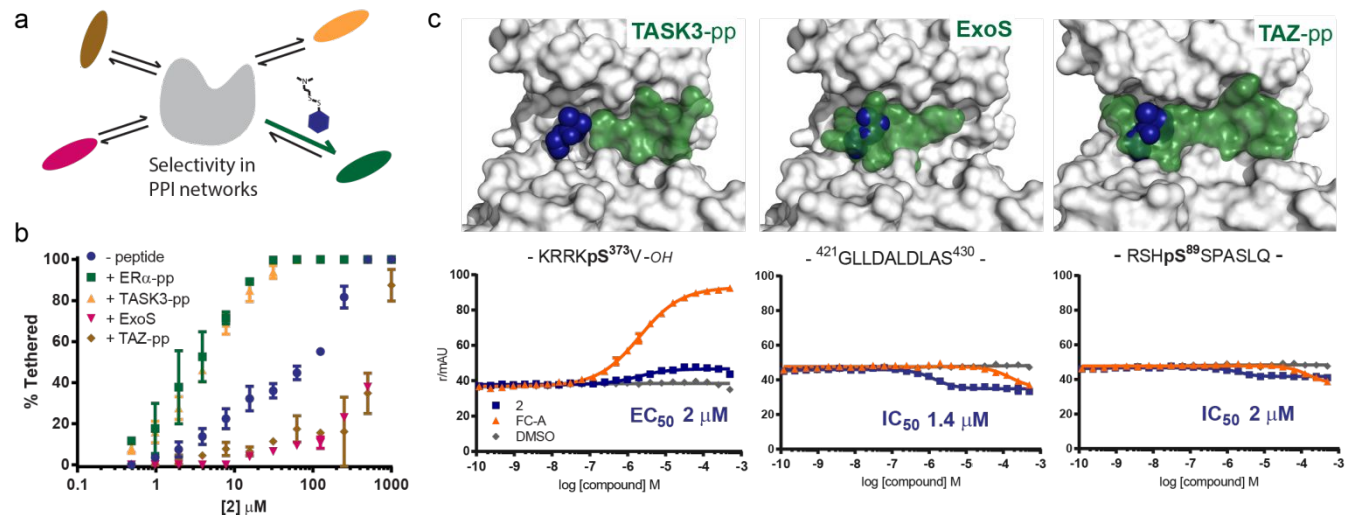 a
Selectivity in
PPI networks
N
S
S
b
% Tethered
100
80
60
40
20
0
- peptide
+ ERα-pp
+ TASK3-pp
+ ExoS
+ TAZ-pp
0.1 1 10 100 1000
[2] μM
c
TASK3-pp
ExoS
TAZ-pp
- KRRKpS³⁷³V -OH
- ⁴²¹GLLDALDLAS⁴³⁰ -
- RSHpS⁸⁹SPASLQ -
r/mAU
100
80
60
40
20
0
2
FC-A
DMSO
EC₅₀ 2 μM
-10 -9 -8 -7 -6 -5 -4 -3
log [compound] M
100
80
60
40
20
0
IC₅₀ 1.4 μM
-10 -9 -8 -7 -6 -5 -4 -3
log [compound] M
100
80
60
40
20
0
IC₅₀ 2 μM
-10 -9 -8 -7 -6 -5 -4 -3
log [compound] M